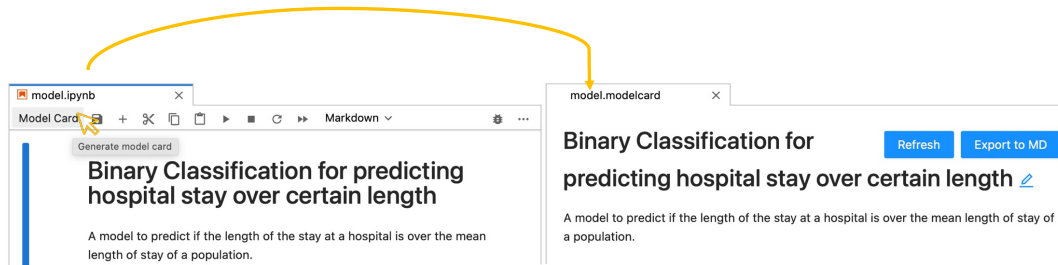 model.ipynb
Model Card
Markdown
Generate model card
Binary Classification for predicting
hospital stay over certain length
A model to predict if the length of the stay at a hospital is over the mean
length of stay of a population.
model.modelcard
Binary Classification for
predicting hospital stay over certain length
Refresh
Export to MD
A model to predict if the length of the stay at a hospital is over the mean length of stay of
a population.